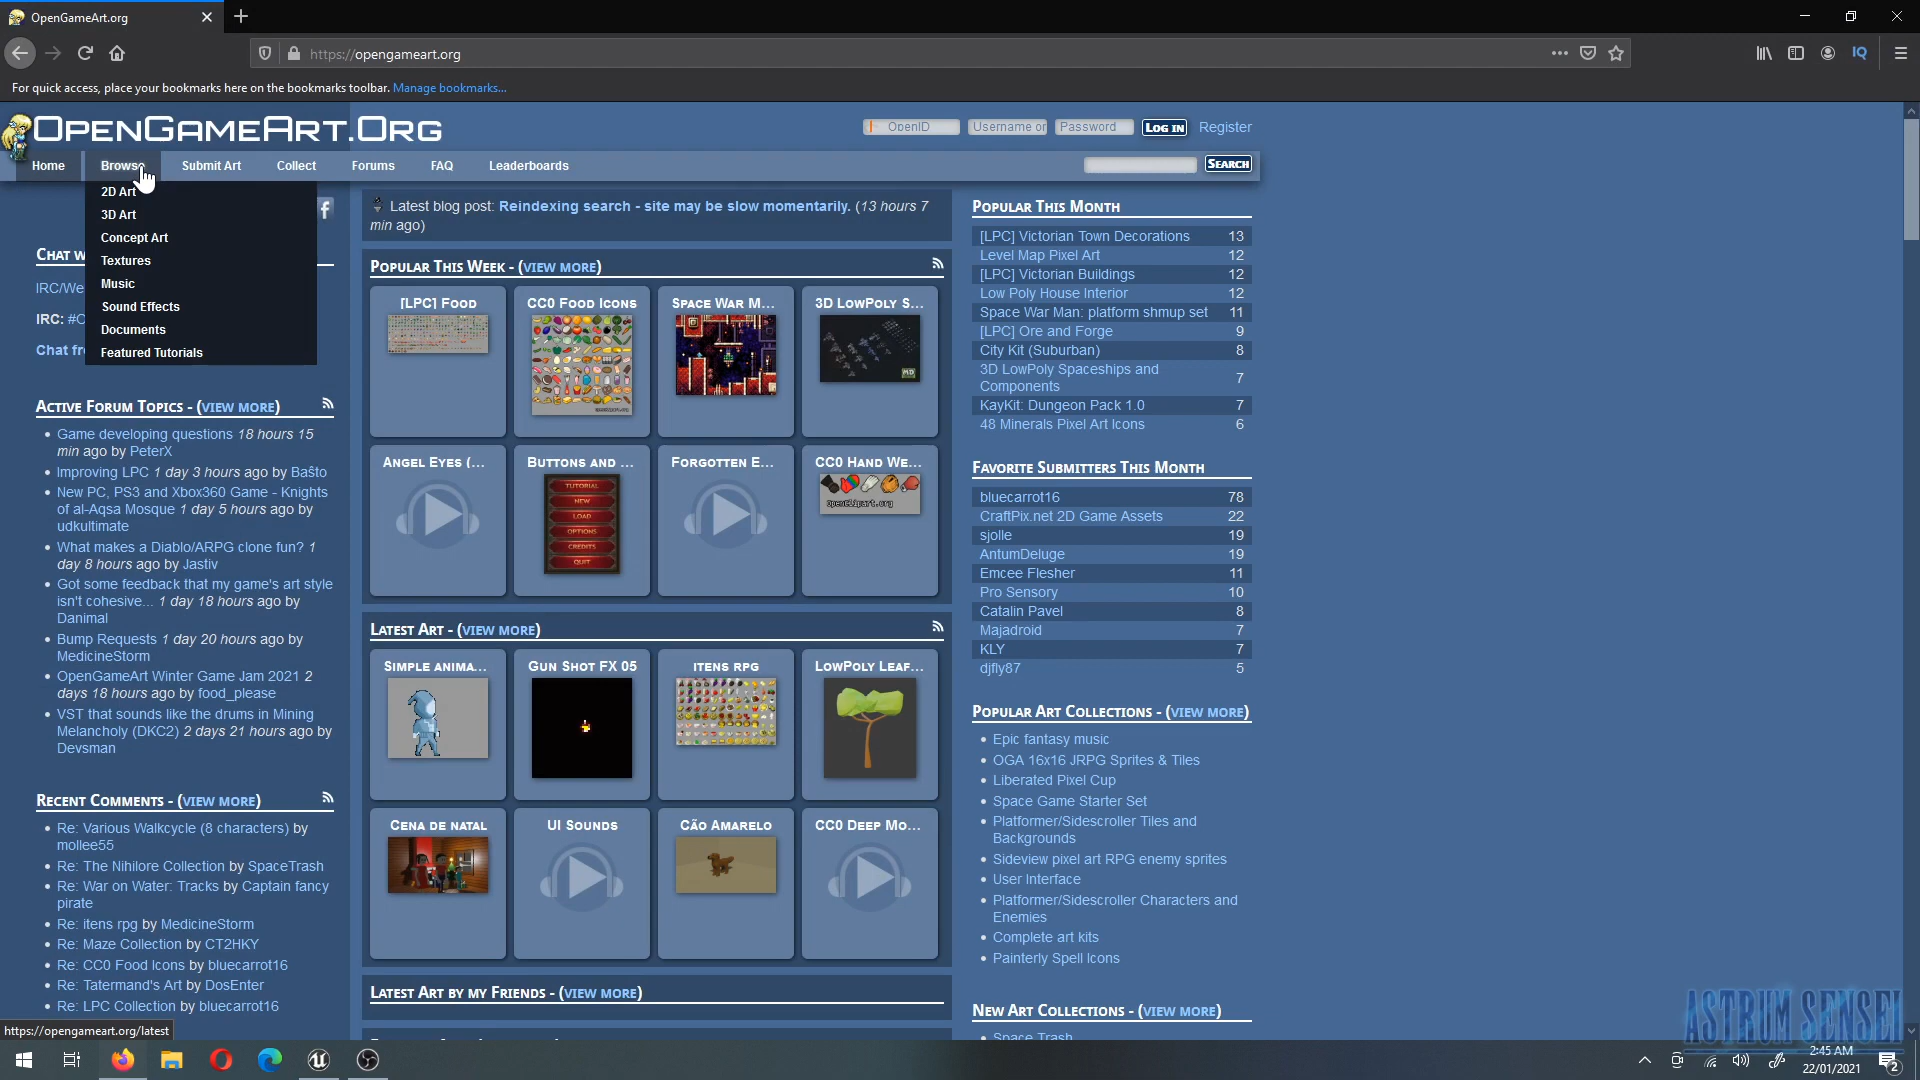 OpenGameArt.org
https://opengameart.org
For quick access, place your bookmarks here on the bookmarks toolbar. Manage bookmarks...
OpenGameArt.Org
OpenID
Username or
Password
Log in
Register
Home
Browse
Submit Art
Collect
Forums
FAQ
Leaderboards
Search
2D Art
3D Art
Concept Art
Textures
Music
Sound Effects
Documents
Featured Tutorials
Chat w
IRC/We
IRC: #O
Chat fr
Active Forum Topics - (view more)
Game developing questions 18 hours 15
min ago by PeterX
Improving LPC 1 day 3 hours ago by Baŝto
New PC, PS3 and Xbox360 Game - Knights
of al-Aqsa Mosque 1 day 5 hours ago by
udkultimate
What makes a Diablo/ARPG clone fun? 1
day 8 hours ago by Jastiv
Got some feedback that my game's art style
isn't cohesive... 1 day 18 hours ago by
Danimal
Bump Requests 1 day 20 hours ago by
MedicineStorm
OpenGameArt Winter Game Jam 2021 2
days 18 hours ago by food_please
VST that sounds like the drums in Mining
Melancholy (DKC2) 2 days 21 hours ago by
Devsman
Recent Comments - (view more)
Re: Various Walkcycle (8 characters) by
mollee55
Re: The Nihilore Collection by SpaceTrash
Re: War on Water: Tracks by Captain fancy
pirate
Re: itens rpg by MedicineStorm
Re: Maze Collection by CT2HKY
Re: CC0 Food Icons by bluecarrot16
Re: Tatermand's Art by DosEnter
Re: LPC Collection by bluecarrot16
https://opengameart.org/latest
Latest blog post: Reindexing search - site may be slow momentarily. (13 hours 7
min ago)
Popular This Week - (view more)
[LPC] Food
CC0 Food Icons
Space War M...
3D LowPoly S...
Angel Eyes (...
Buttons and ...
Forgotten E...
CC0 Hand We...
TUTORIAL
NEW
LOAD
OPTIONS
CREDITS
QUIT
OpenClipart.org
Latest Art - (view more)
Simple anima...
Gun Shot FX 05
itens rpg
LowPoly Leaf...
Cena de natal
UI Sounds
Cão Amarelo
CC0 Deep Mo...
Latest Art by my Friends - (view more)
Popular This Month
[LPC] Victorian Town Decorations 13
Level Map Pixel Art 12
[LPC] Victorian Buildings 12
Low Poly House Interior 12
Space War Man: platform shmup set 11
[LPC] Ore and Forge 9
City Kit (Suburban) 8
3D LowPoly Spaceships and
Components 7
KayKit: Dungeon Pack 1.0 7
48 Minerals Pixel Art Icons 6
Favorite Submitters This Month
bluecarrot16 78
CraftPix.net 2D Game Assets 22
sjolle 19
AntumDeluge 19
Emcee Flesher 11
Pro Sensory 10
Catalin Pavel 8
Majadroid 7
KLY 7
djfly87 5
Popular Art Collections - (view more)
Epic fantasy music
OGA 16x16 JRPG Sprites & Tiles
Liberated Pixel Cup
Space Game Starter Set
Platformer/Sidescroller Tiles and
Backgrounds
Sideview pixel art RPG enemy sprites
User Interface
Platformer/Sidescroller Characters and
Enemies
Complete art kits
Painterly Spell Icons
New Art Collections - (view more)
Space Trash
ASTRUM SENSEI
2:45 AM
22/01/2021
2